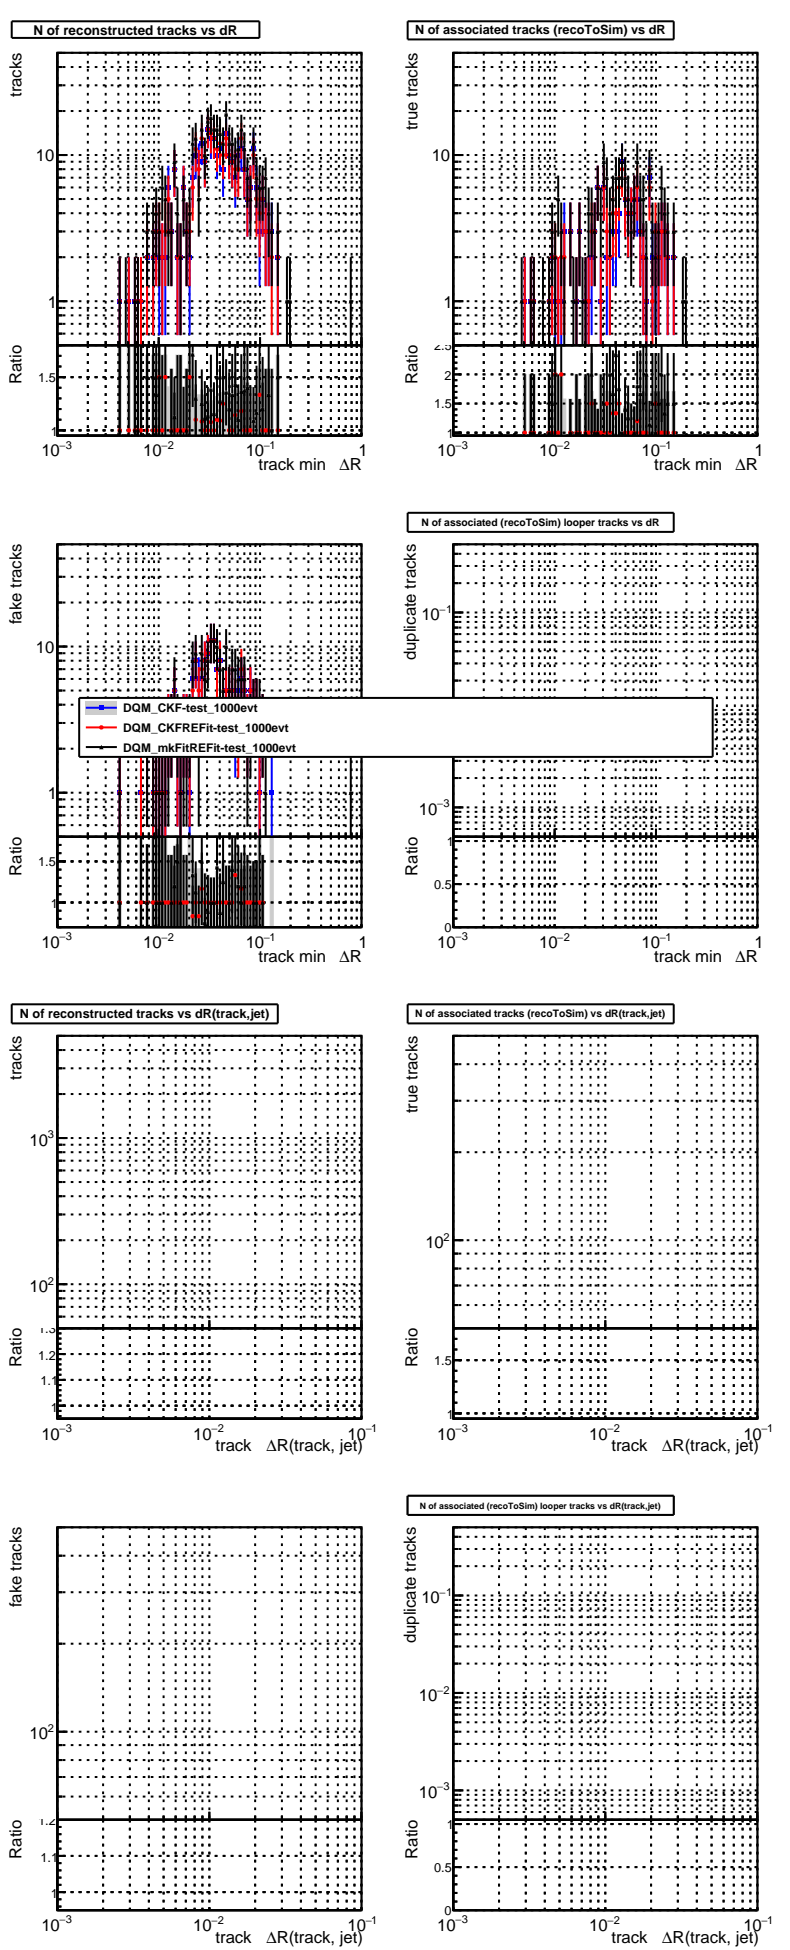 N of reconstructed tracks vs dR
N of associated tracks (recoToSim) vs dR
tracks
10
1
Ratio
1.5
1
10−3
10−2
10−1
1
track min ΔR
true tracks
10
1
Ratio
2.5
2
1.5
1
10−3
10−2
10−1
1
track min ΔR
N of associated (recoToSim) looper tracks vs dR
fake tracks
10
1
Ratio
1.5
1
10−3
10−2
10−1
1
track min ΔR
duplicate tracks
10−1
10−3
Ratio
1
0.5
0
10−3
10−2
10−1
1
track min ΔR
DQM_CKF-test_1000evt
DQM_CKFREFit-test_1000evt
DQM_mkFitREFit-test_1000evt
N of reconstructed tracks vs dR(track,jet)
N of associated tracks (recoToSim) vs dR(track,jet)
tracks
103
102
Ratio
1.3
1.2
1.1
1
10−3
10−2
10−1
track ΔR(track, jet)
true tracks
102
Ratio
1.5
1
10−3
10−2
10−1
track ΔR(track, jet)
N of associated (recoToSim) looper tracks vs dR(track,jet)
fake tracks
102
Ratio
1.2
1.1
1
10−3
10−2
10−1
track ΔR(track, jet)
duplicate tracks
10−1
10−2
10−3
Ratio
1
0.5
0
10−3
10−2
10−1
track ΔR(track, jet)